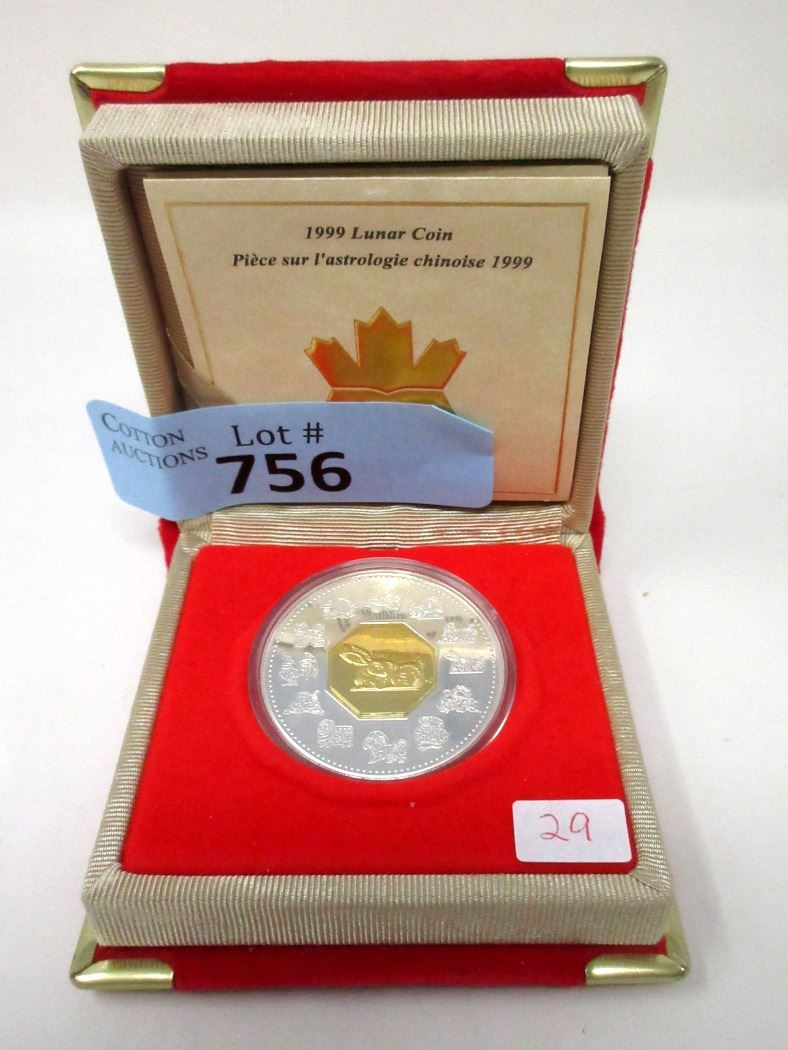 1999 Lunar Coin
Pièce sur l'astrologie chinoise 1999
COTTON
AUCTIONS
Lot #
756
29